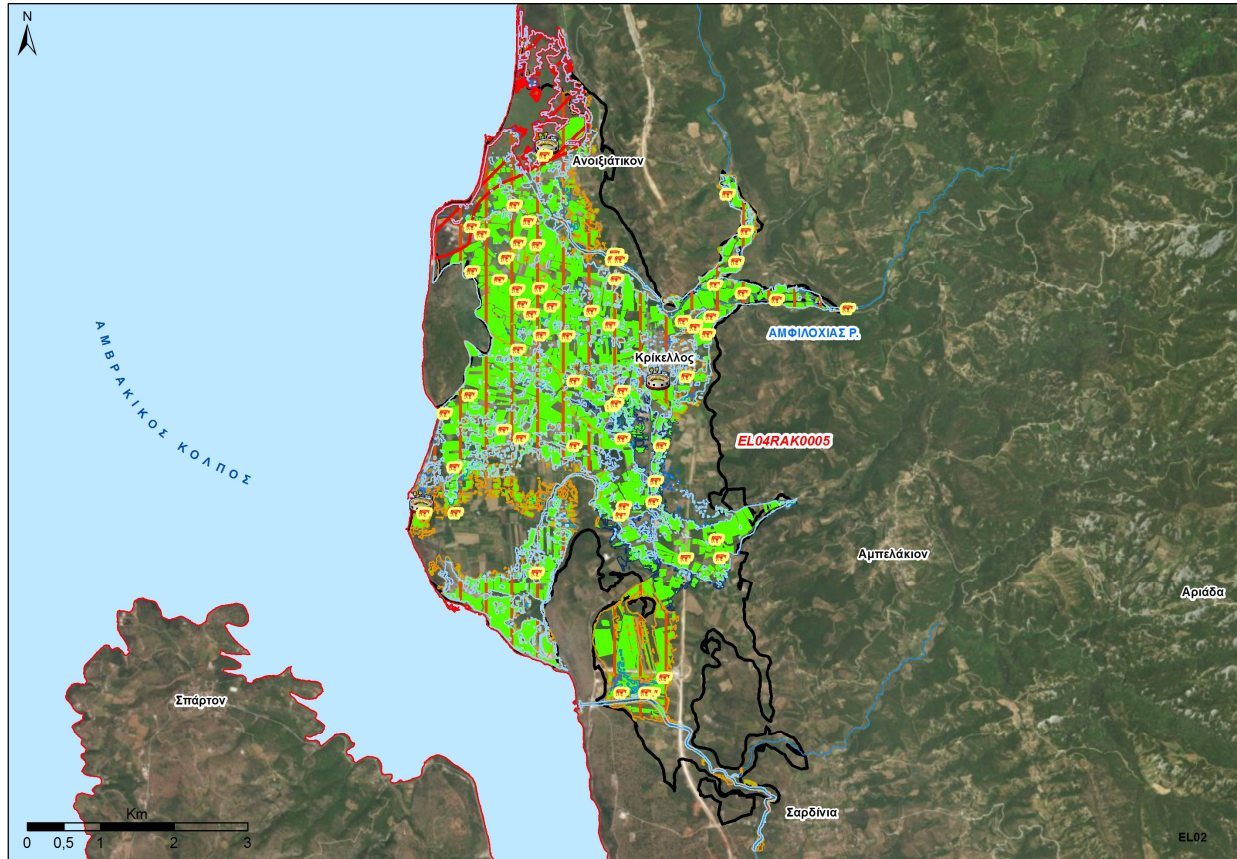 N
Ανοιξιάτικον
ΑΜΦΙΛΟΧΙΑΣ Ρ.
Κρίκελλος
ΑΜΒΡΑΚΙΚΟΣ ΚΟΛΠΟΣ
EL04RAK0005
Αμπελάκιον
Αριάδα
Σπάρτον
Σαρδίνια
Km
0 0,5 1 2 3
EL02